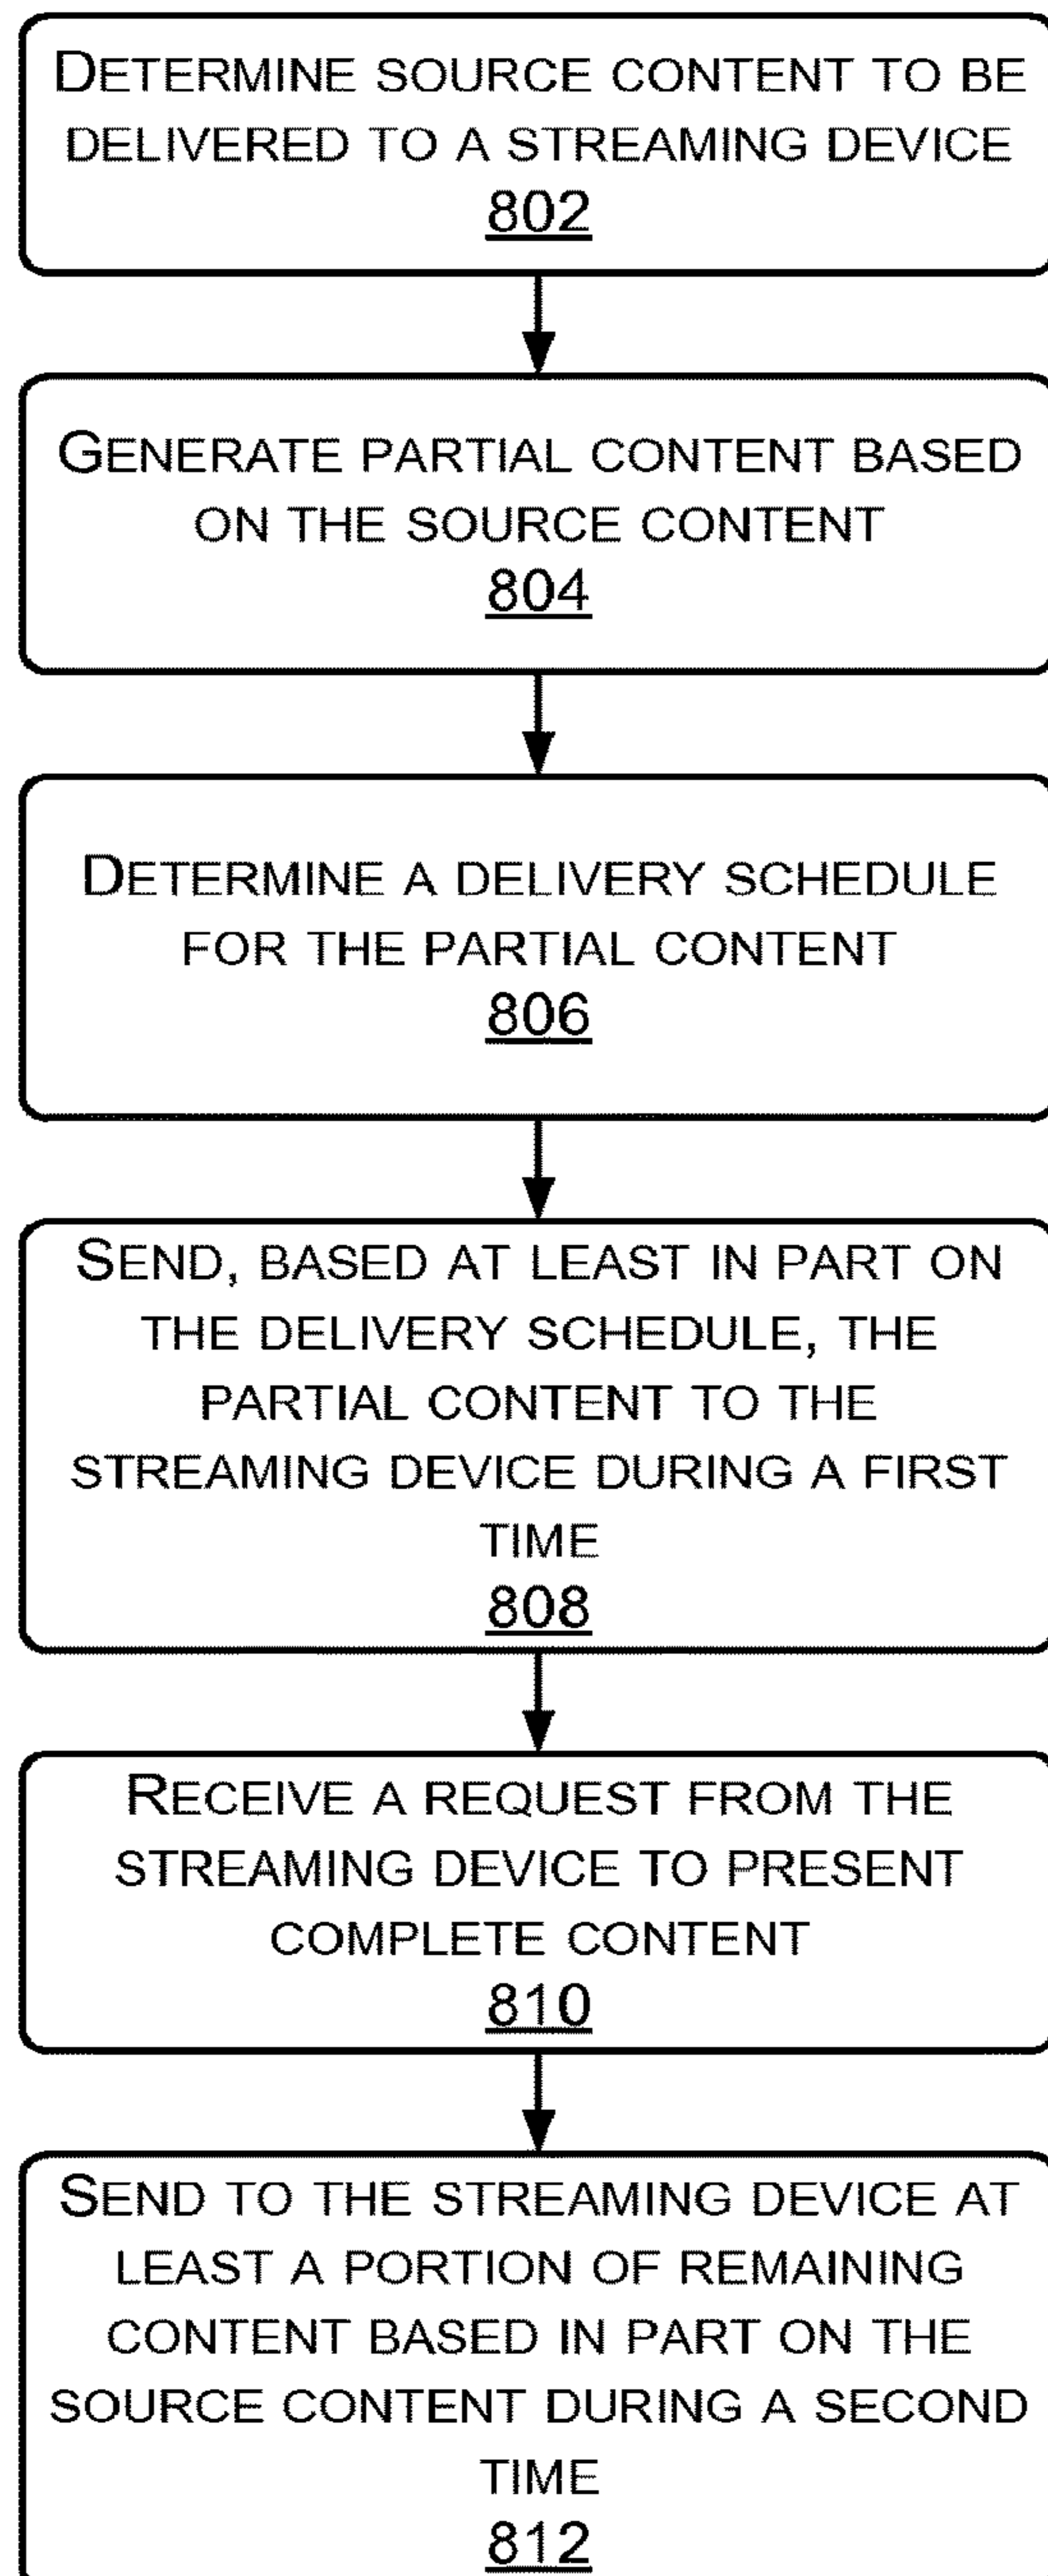 DETERMINE SOURCE CONTENT TO BE
DELIVERED TO A STREAMING DEVICE
802
GENERATE PARTIAL CONTENT BASED
ON THE SOURCE CONTENT
804
DETERMINE A DELIVERY SCHEDULE
FOR THE PARTIAL CONTENT
806
SEND, BASED AT LEAST IN PART ON
THE DELIVERY SCHEDULE, THE
PARTIAL CONTENT TO THE
STREAMING DEVICE DURING A FIRST
TIME
808
RECEIVE A REQUEST FROM THE
STREAMING DEVICE TO PRESENT
COMPLETE CONTENT
810
SEND TO THE STREAMING DEVICE AT
LEAST A PORTION OF REMAINING
CONTENT BASED IN PART ON THE
SOURCE CONTENT DURING A SECOND
TIME
812